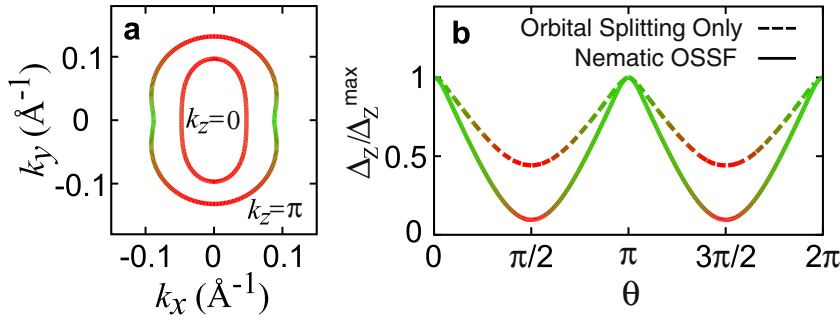 a
k_y (Å⁻¹)
0.1
0
-0.1
k_z=0
k_z=π
-0.1
0
0.1
k_x (Å⁻¹)
b
Orbital Splitting Only
Nematic OSSF
Δ_Z/Δ_Z^max
1
0.5
0
0
π/2
π
3π/2
2π
θ